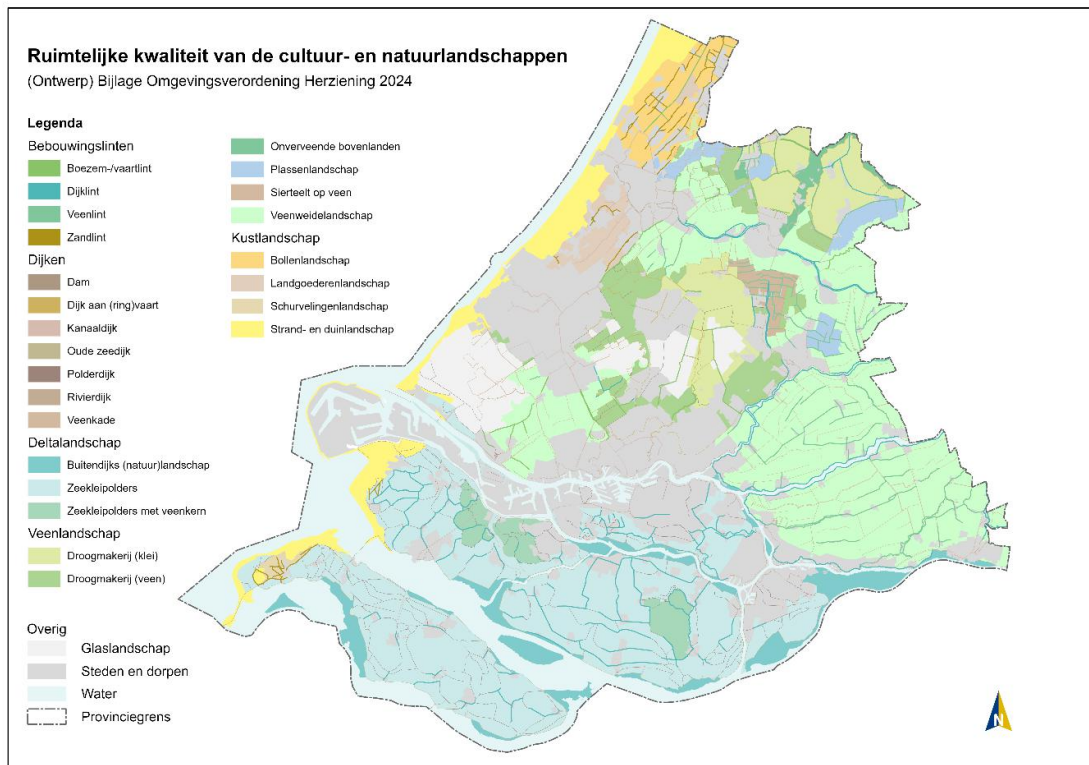 Ruimtelijke kwaliteit van de cultuur- en natuurlandschappen
(Ontwerp) Bijlage Omgevingsverordening Herziening 2024
Legenda
Bebouwingslinten
Boezem-/vaartlint
Dijklint
Veenlint
Zandlint
Dijken
Dam
Dijk aan (ring)vaart
Kanaaldijk
Oude zeedijk
Polderdijk
Rivierdijk
Veenkade
Deltalandschap
Buitendijks (natuur)landschap
Zeekleipolders
Zeekleipolders met veenkern
Veenlandschap
Droogmakerij (klei)
Droogmakerij (veen)
Onverveende bovenlanden
Plassenlandschap
Sierteelt op veen
Veenweidelandschap
Kustlandschap
Bollenlandschap
Landgoederenlandschap
Schurvelingenlandschap
Strand- en duinlandschap
Overig
Glaslandschap
Steden en dorpen
Water
Provinciegrens
N